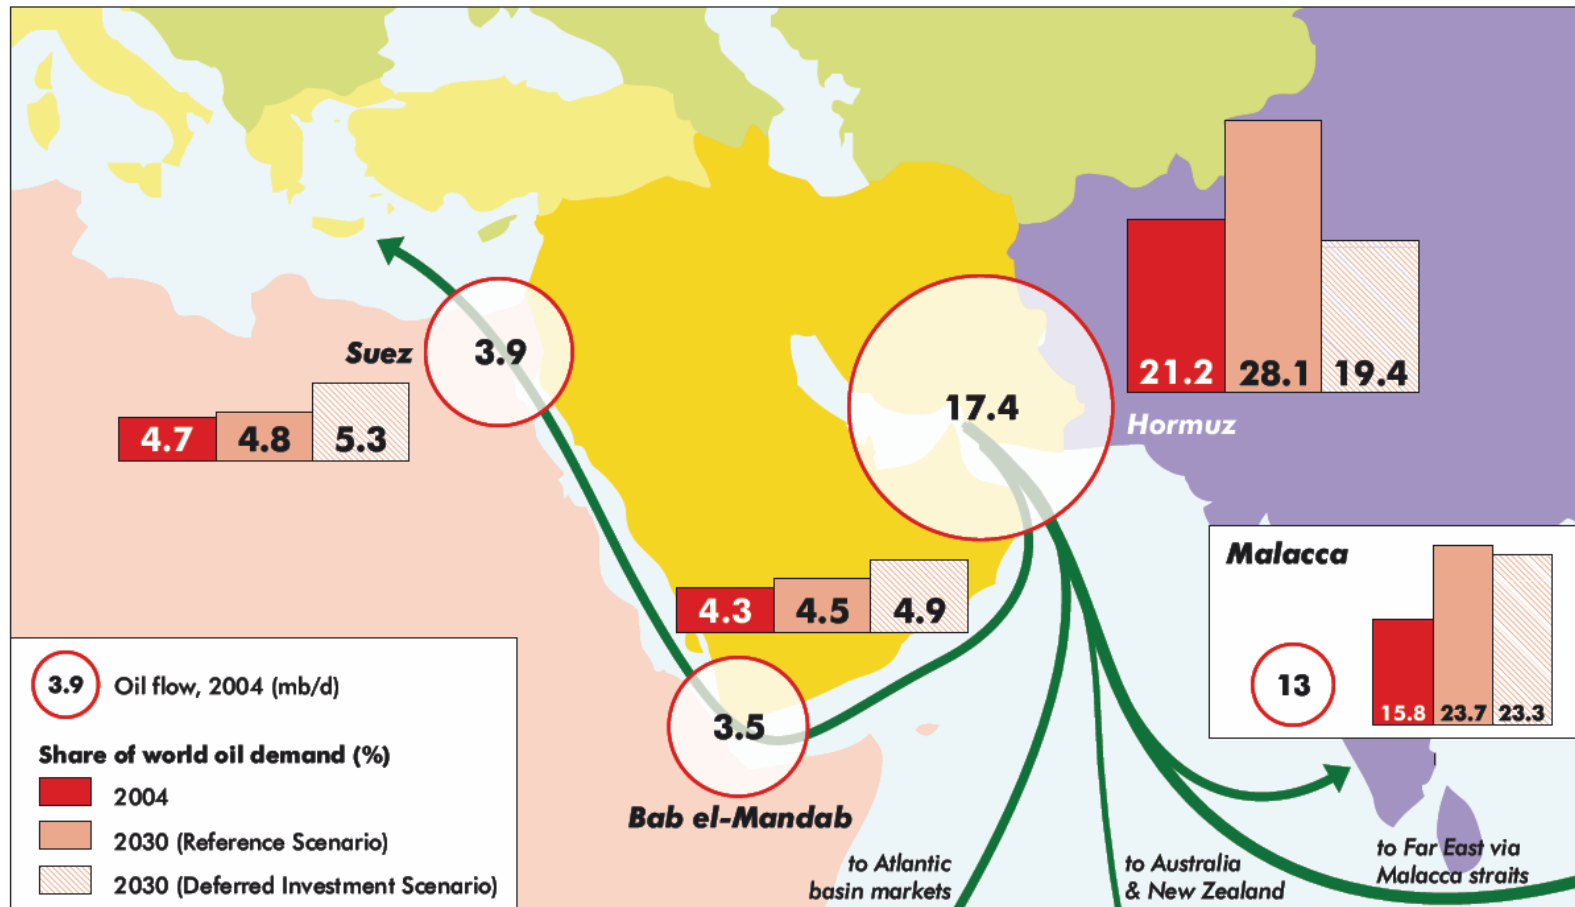 Suez
3.9
4.7
4.8
5.3
17.4
21.2
28.1
19.4
Hormuz
4.3
4.5
4.9
3.5
Bab el-Mandab
Malacca
13
15.8
23.7
23.3
to Atlantic
basin markets
to Australia
& New Zealand
to Far East via
Malacca straits
3.9 Oil flow, 2004 (mb/d)
Share of world oil demand (%)
2004
2030 (Reference Scenario)
2030 (Deferred Investment Scenario)